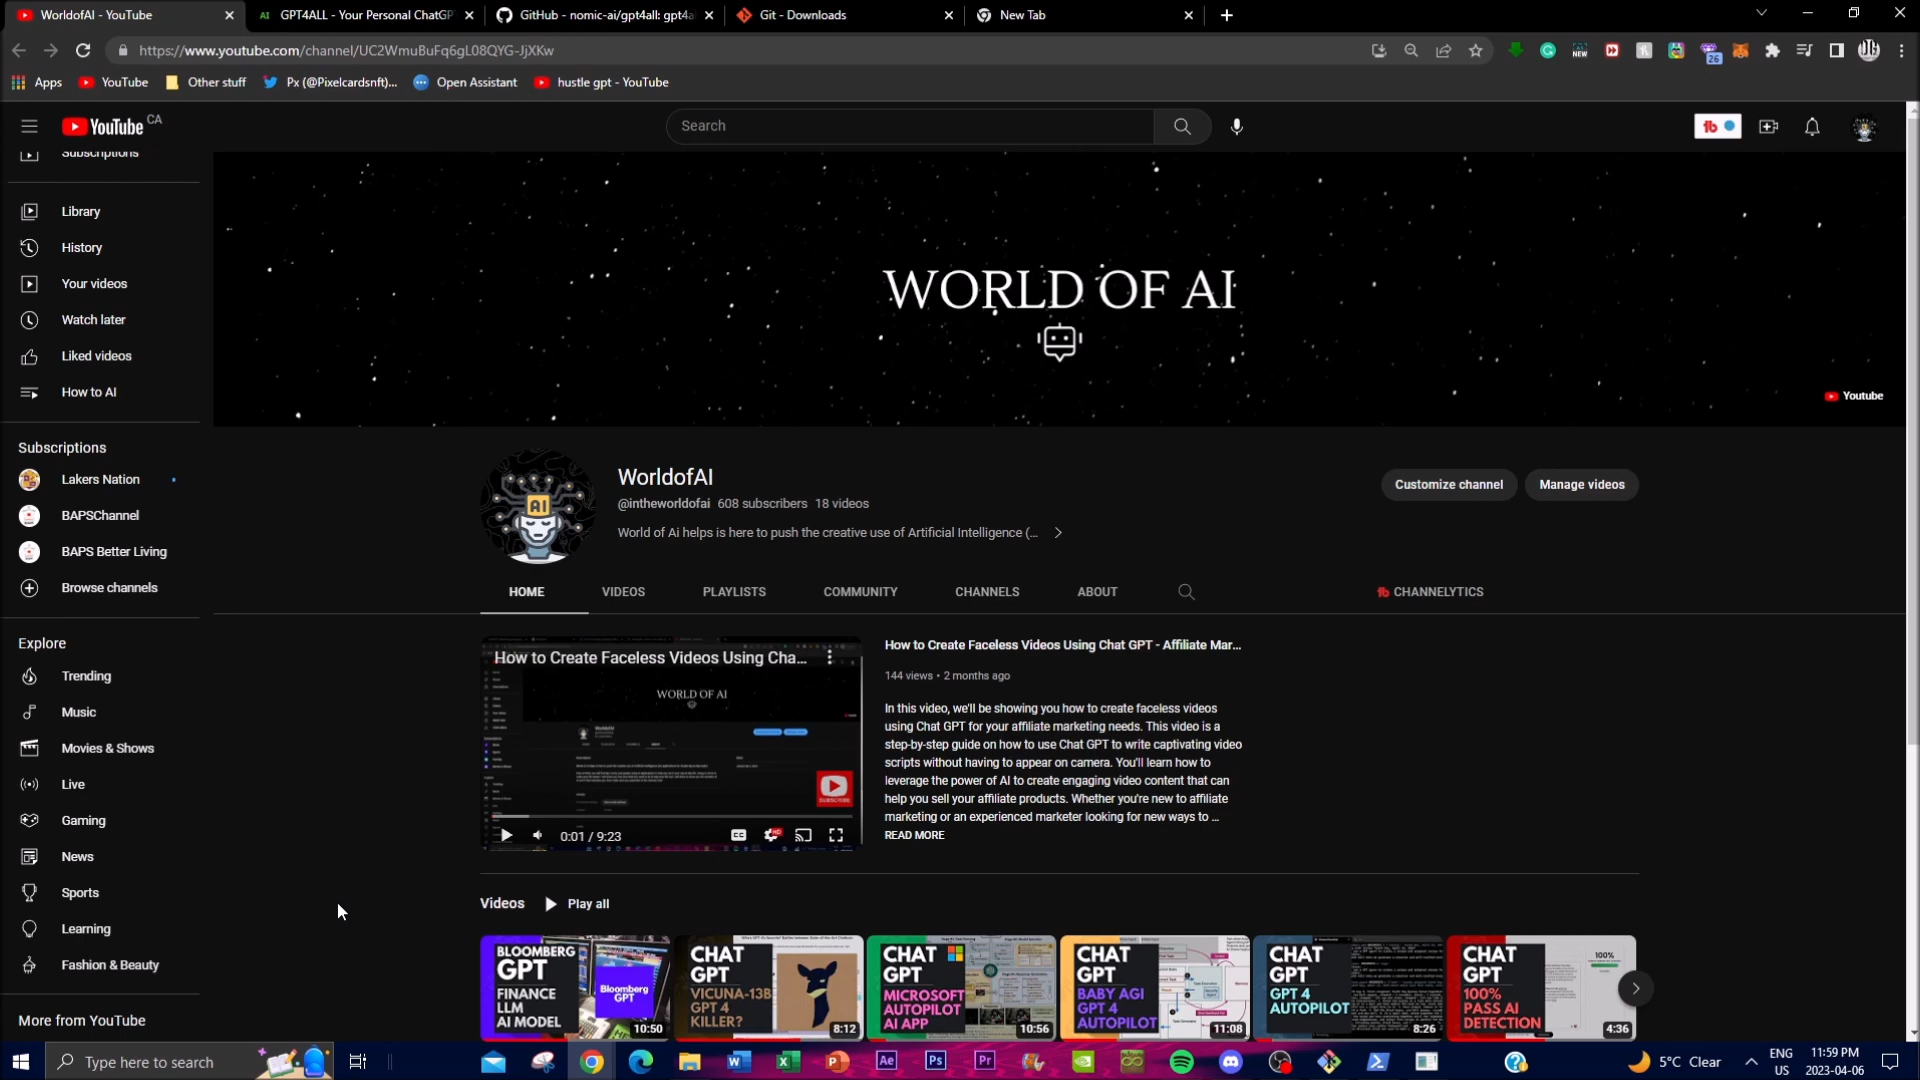 WorldofAI - YouTube
GPT4ALL - Your Personal ChatGP
GitHub - nomic-ai/gpt4all: gpt4a
Git - Downloads
New Tab
https://www.youtube.com/channel/UC2WmuBuFq6gL08QYG-JjXKw
NEW
26
Apps
YouTube
Other stuff
Px (@Pixelcardsnft)...
Open Assistant
hustle gpt - YouTube
YouTube CA
Search
Subscriptions
Library
History
Your videos
Watch later
Liked videos
How to AI
Subscriptions
Lakers Nation
BAPSChannel
BAPS Better Living
Browse channels
Explore
Trending
Music
Movies & Shows
Live
Gaming
News
Sports
Learning
Fashion & Beauty
More from YouTube
WORLD OF AI
Youtube
AI
WorldofAI
@intheworldofai 608 subscribers 18 videos
World of Ai helps is here to push the creative use of Artificial Intelligence (...
Customize channel
Manage videos
HOME
VIDEOS
PLAYLISTS
COMMUNITY
CHANNELS
ABOUT
CHANNELYTICS
How to Create Faceless Videos Using Cha...
WORLD OF AI
SUBSCRIBE
0:01 / 9:23
How to Create Faceless Videos Using Chat GPT - Affiliate Mar...
144 views • 2 months ago
In this video, we'll be showing you how to create faceless videos
using Chat GPT for your affiliate marketing needs. This video is a
step-by-step guide on how to use Chat GPT to write captivating video
scripts without having to appear on camera. You'll learn how to
leverage the power of AI to create engaging video content that can
help you sell your affiliate products. Whether you're new to affiliate
marketing or an experienced marketer looking for new ways to ...
READ MORE
Videos
Play all
BLOOMBERG
GPT
FINANCE
LLM
AI MODEL
Bloomberg
GPT
10:50
CHAT
GPT
VICUNA-13B
GPT 4
KILLER?
8:12
CHAT
GPT
MICROSOFT
AUTOPILOT
AI APP
10:56
CHAT
GPT
BABY AGI
GPT 4
AUTOPILOT
11:08
CHAT
GPT
GPT 4
AUTOPILOT
8:26
CHAT
GPT
100%
PASS AI
DETECTION
100%
4:36
Type here to search
5°C Clear
ENG
US
11:59 PM
2023-04-06